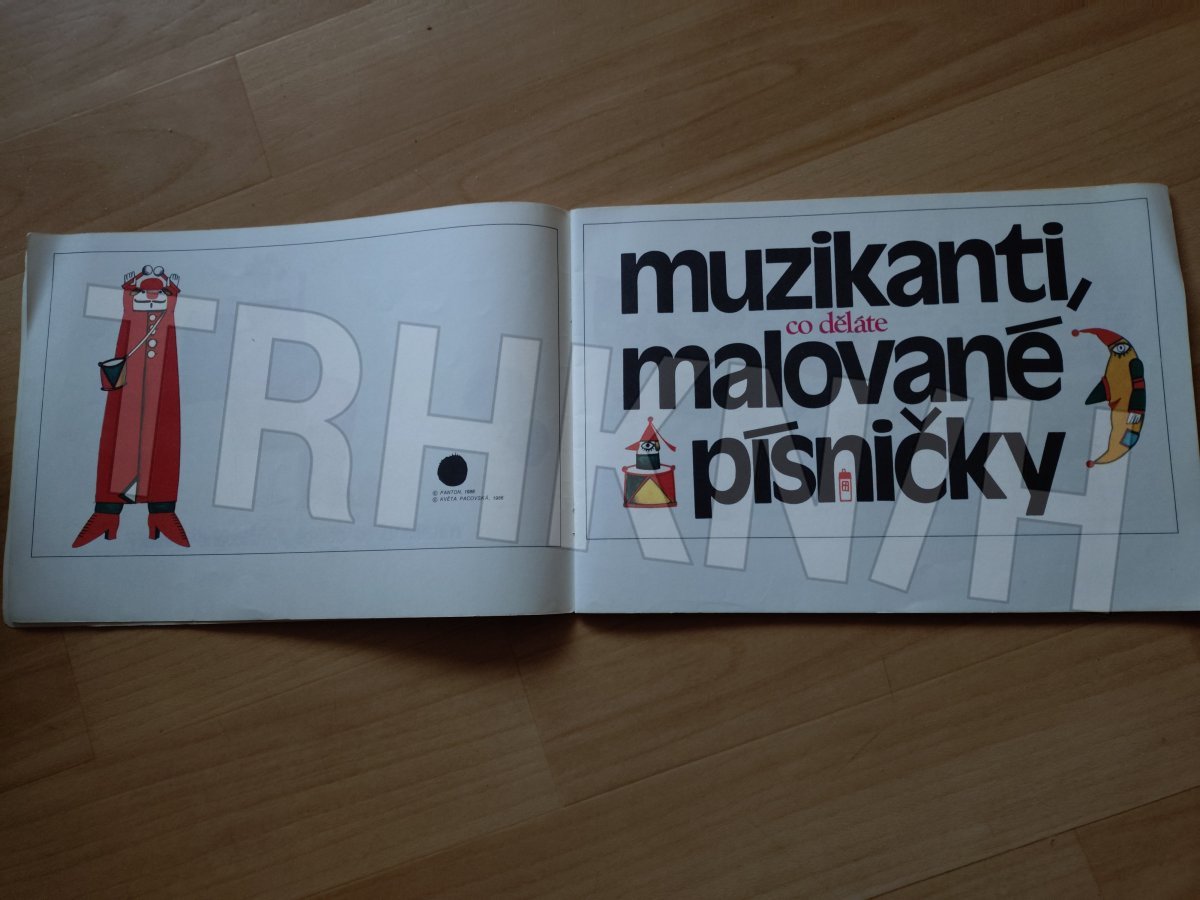 © PANTON, 1986
© KVĚTA PACOVSKÁ, 1986
muzikanti,
co děláte
malované
písničky
TRHKNIH